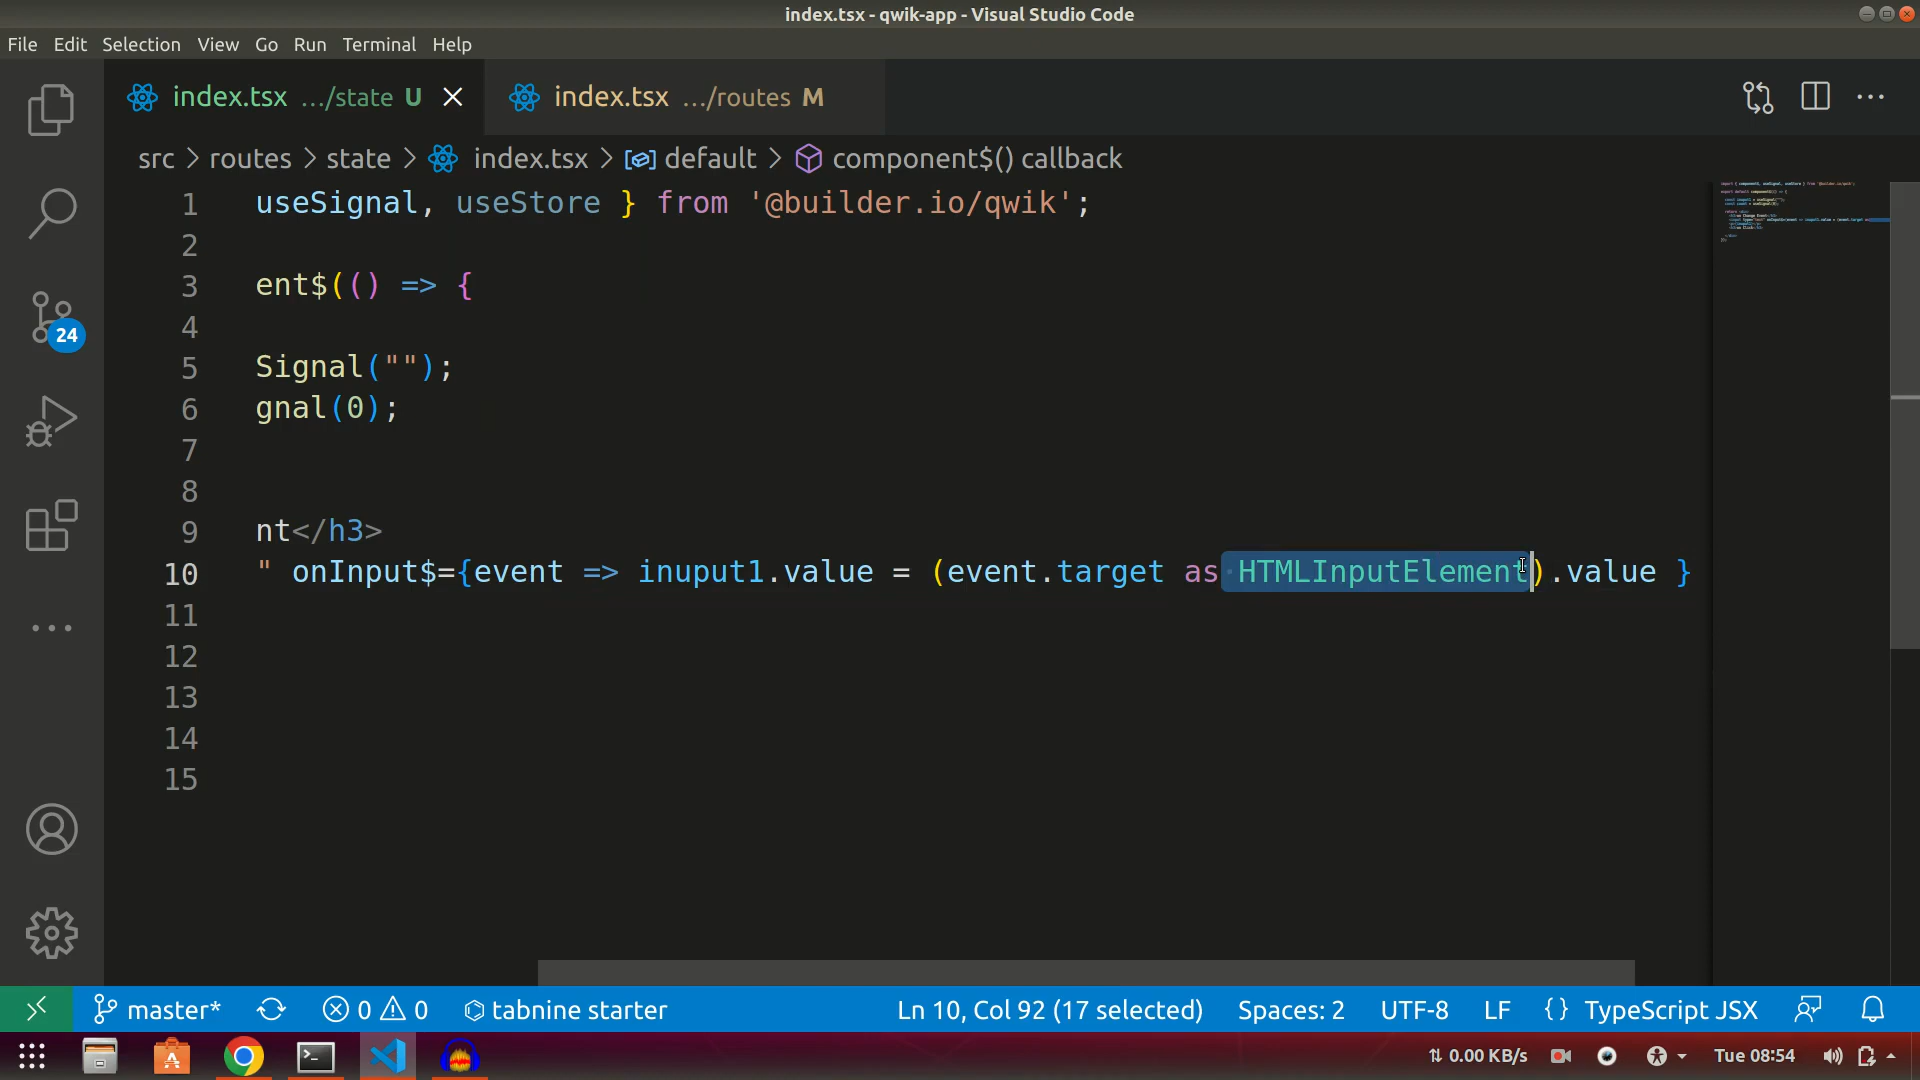 index.tsx - qwik-app - Visual Studio Code
File Edit Selection View Go Run Terminal Help
index.tsx .../state U
index.tsx .../routes M
src > routes > state > index.tsx > default > component$() callback
1 useSignal, useStore } from '@builder.io/qwik';
2
3 ent$(() => {
4
5 Signal("");
6 gnal(0);
7
8
9 nt</h3>
10 " onInput$={event => inuput1.value = (event.target as HTMLInputElement).value }
11
12
13
14
15
24
master* 0 0 tabnine starter Ln 10, Col 92 (17 selected) Spaces: 2 UTF-8 LF {} TypeScript JSX
0.00 KB/s Tue 08:54